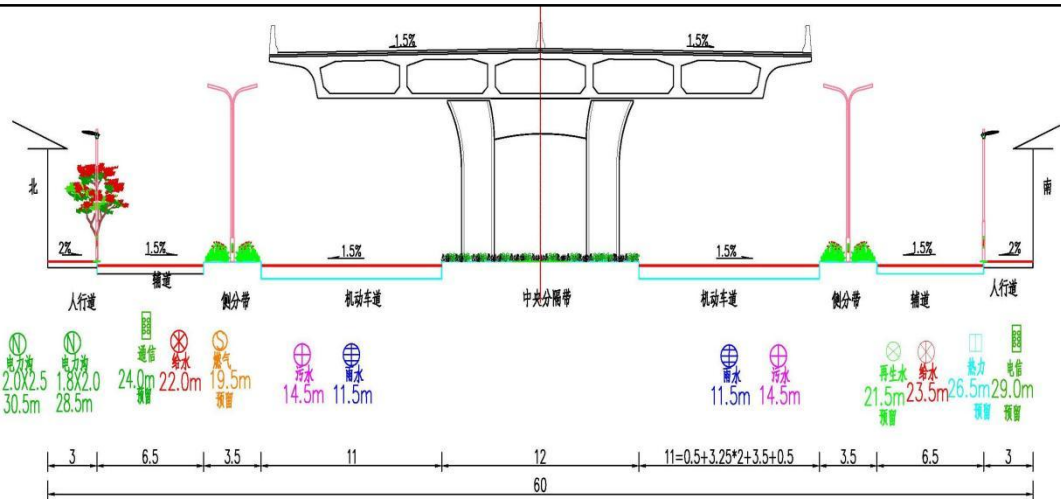 1.5% 1.5%
北 南
2% 1.5% 1.5% 1.5% 1.5% 2%
人行道 辅道 侧分带 机动车道 中央分隔带 机动车道 侧分带 辅道 人行道
N N S
电力沟 电力沟 通信 给水 燃气 污水 雨水 雨水 污水 再生水 给水 热力 电信
2.0X2.5 1.8X2.0 24.0m 22.0m 19.5m 14.5m 11.5m 11.5m 14.5m 21.5m 23.5m 26.5m 29.0m
30.5m 28.5m 预留 预留 预留 预留 预留
3 6.5 3.5 11 12 11=0.5+3.25*2+3.5+0.5 3.5 6.5 3
60